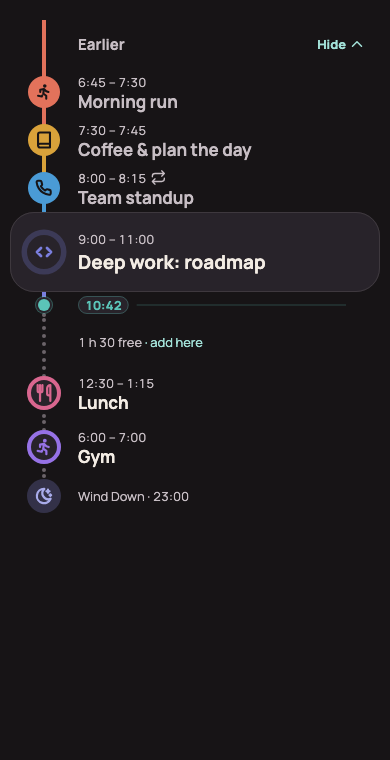 Earlier
Hide
6:45 – 7:30
Morning run
7:30 – 7:45
Coffee & plan the day
8:00 – 8:15
Team standup
9:00 – 11:00
Deep work: roadmap
10:42
1 h 30 free · add here
12:30 – 1:15
Lunch
6:00 – 7:00
Gym
Wind Down · 23:00